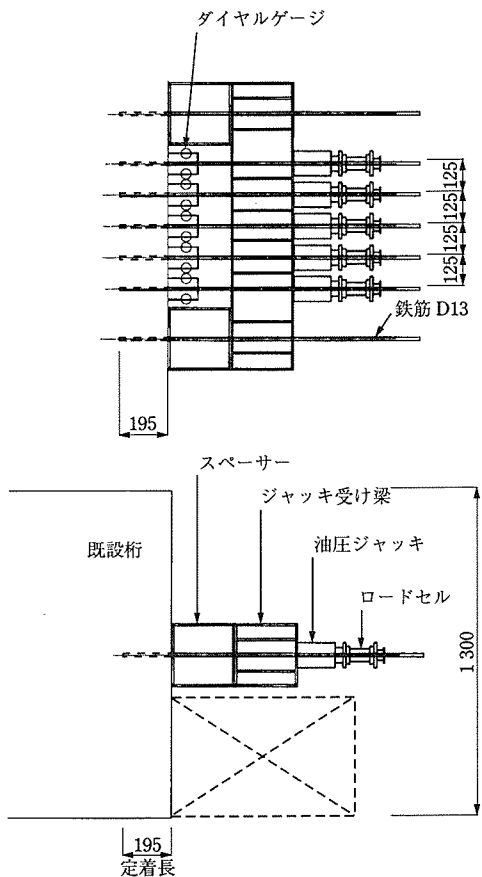 ダイヤルゲージ
125
125
125
125
鉄筋 D13
195
スペーサー
ジャッキ受け梁
既設桁
油圧ジャッキ
ロードセル
1 300
195
定着長